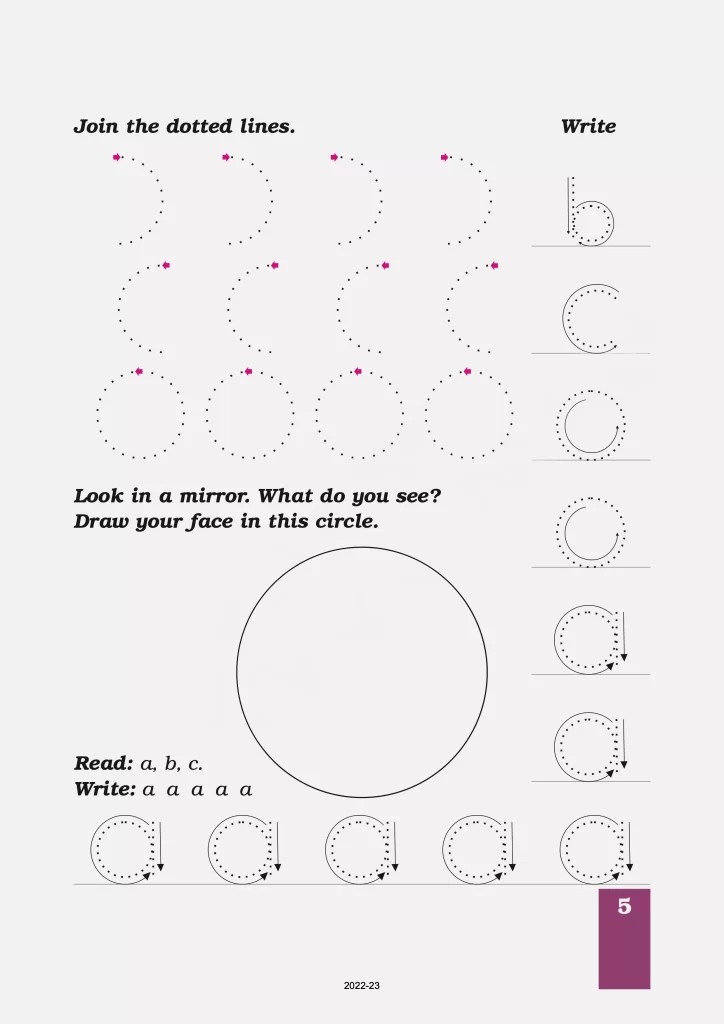 Join the dotted lines.
Write
b
c
o
o
a
a
Look in a mirror. What do you see?
Draw your face in this circle.
Read: a, b, c.
Write: a a a a a
a a a a a
5
2022-23